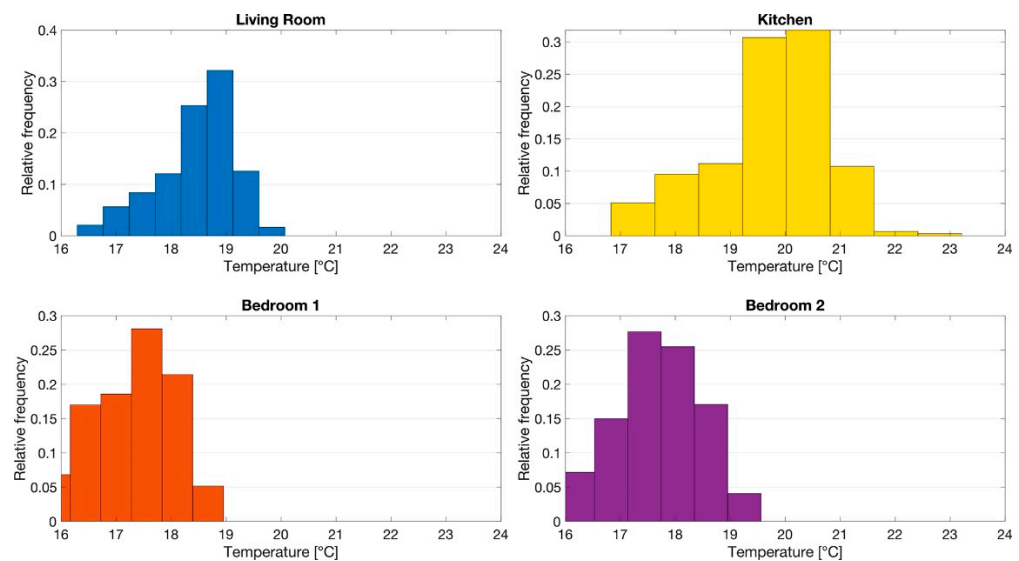 Living Room
Relative frequency
0.4
0.3
0.2
0.1
0
16 17 18 19 20 21 22 23 24
Temperature [°C]
Kitchen
Relative frequency
0.3
0.25
0.2
0.15
0.1
0.05
0
16 17 18 19 20 21 22 23 24
Temperature [°C]
Bedroom 1
Relative frequency
0.3
0.25
0.2
0.15
0.1
0.05
0
16 17 18 19 20 21 22 23 24
Temperature [°C]
Bedroom 2
Relative frequency
0.3
0.25
0.2
0.15
0.1
0.05
0
16 17 18 19 20 21 22 23 24
Temperature [°C]